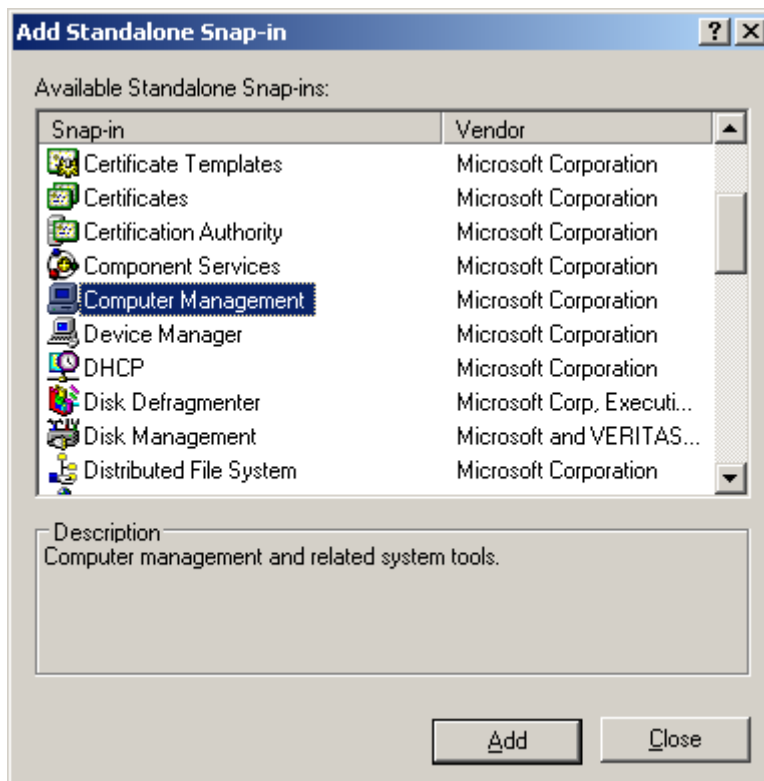 Add Standalone Snap-in
Available Standalone Snap-ins:
Snap-in Vendor
Certificate Templates Microsoft Corporation
Certificates Microsoft Corporation
Certification Authority Microsoft Corporation
Component Services Microsoft Corporation
Computer Management Microsoft Corporation
Device Manager Microsoft Corporation
DHCP Microsoft Corporation
Disk Defragmenter Microsoft Corp, Executi...
Disk Management Microsoft and VERITAS...
Distributed File System Microsoft Corporation
Description
Computer management and related system tools.
Add Close